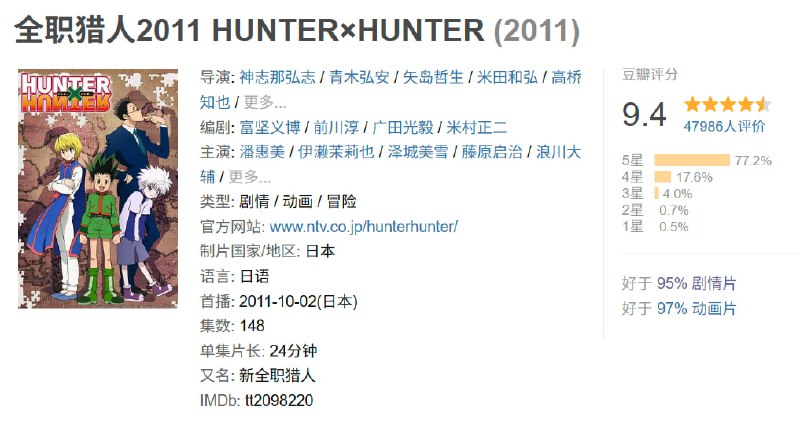 全职猎人2011 HUNTER×HUNTER (2011)
HUNTER
×
HUNTER
导演: 神志那弘志 / 青木弘安 / 矢岛哲生 / 米田和弘 / 高桥
知也 / 更多...
编剧: 富坚义博 / 前川淳 / 广田光毅 / 米村正二
主演: 潘惠美 / 伊濑茉莉也 / 泽城美雪 / 藤原启治 / 浪川大
辅 / 更多...
类型: 剧情 / 动画 / 冒险
官方网站: www.ntv.co.jp/hunterhunter/
制片国家/地区: 日本
语言: 日语
首播: 2011-10-02(日本)
集数: 148
单集片长: 24分钟
又名: 新全职猎人
IMDb: tt2098220
豆瓣评分
9.4
47986人评价
5星 77.2%
4星 17.6%
3星 4.0%
2星 0.7%
1星 0.5%
好于 95% 剧情片
好于 97% 动画片